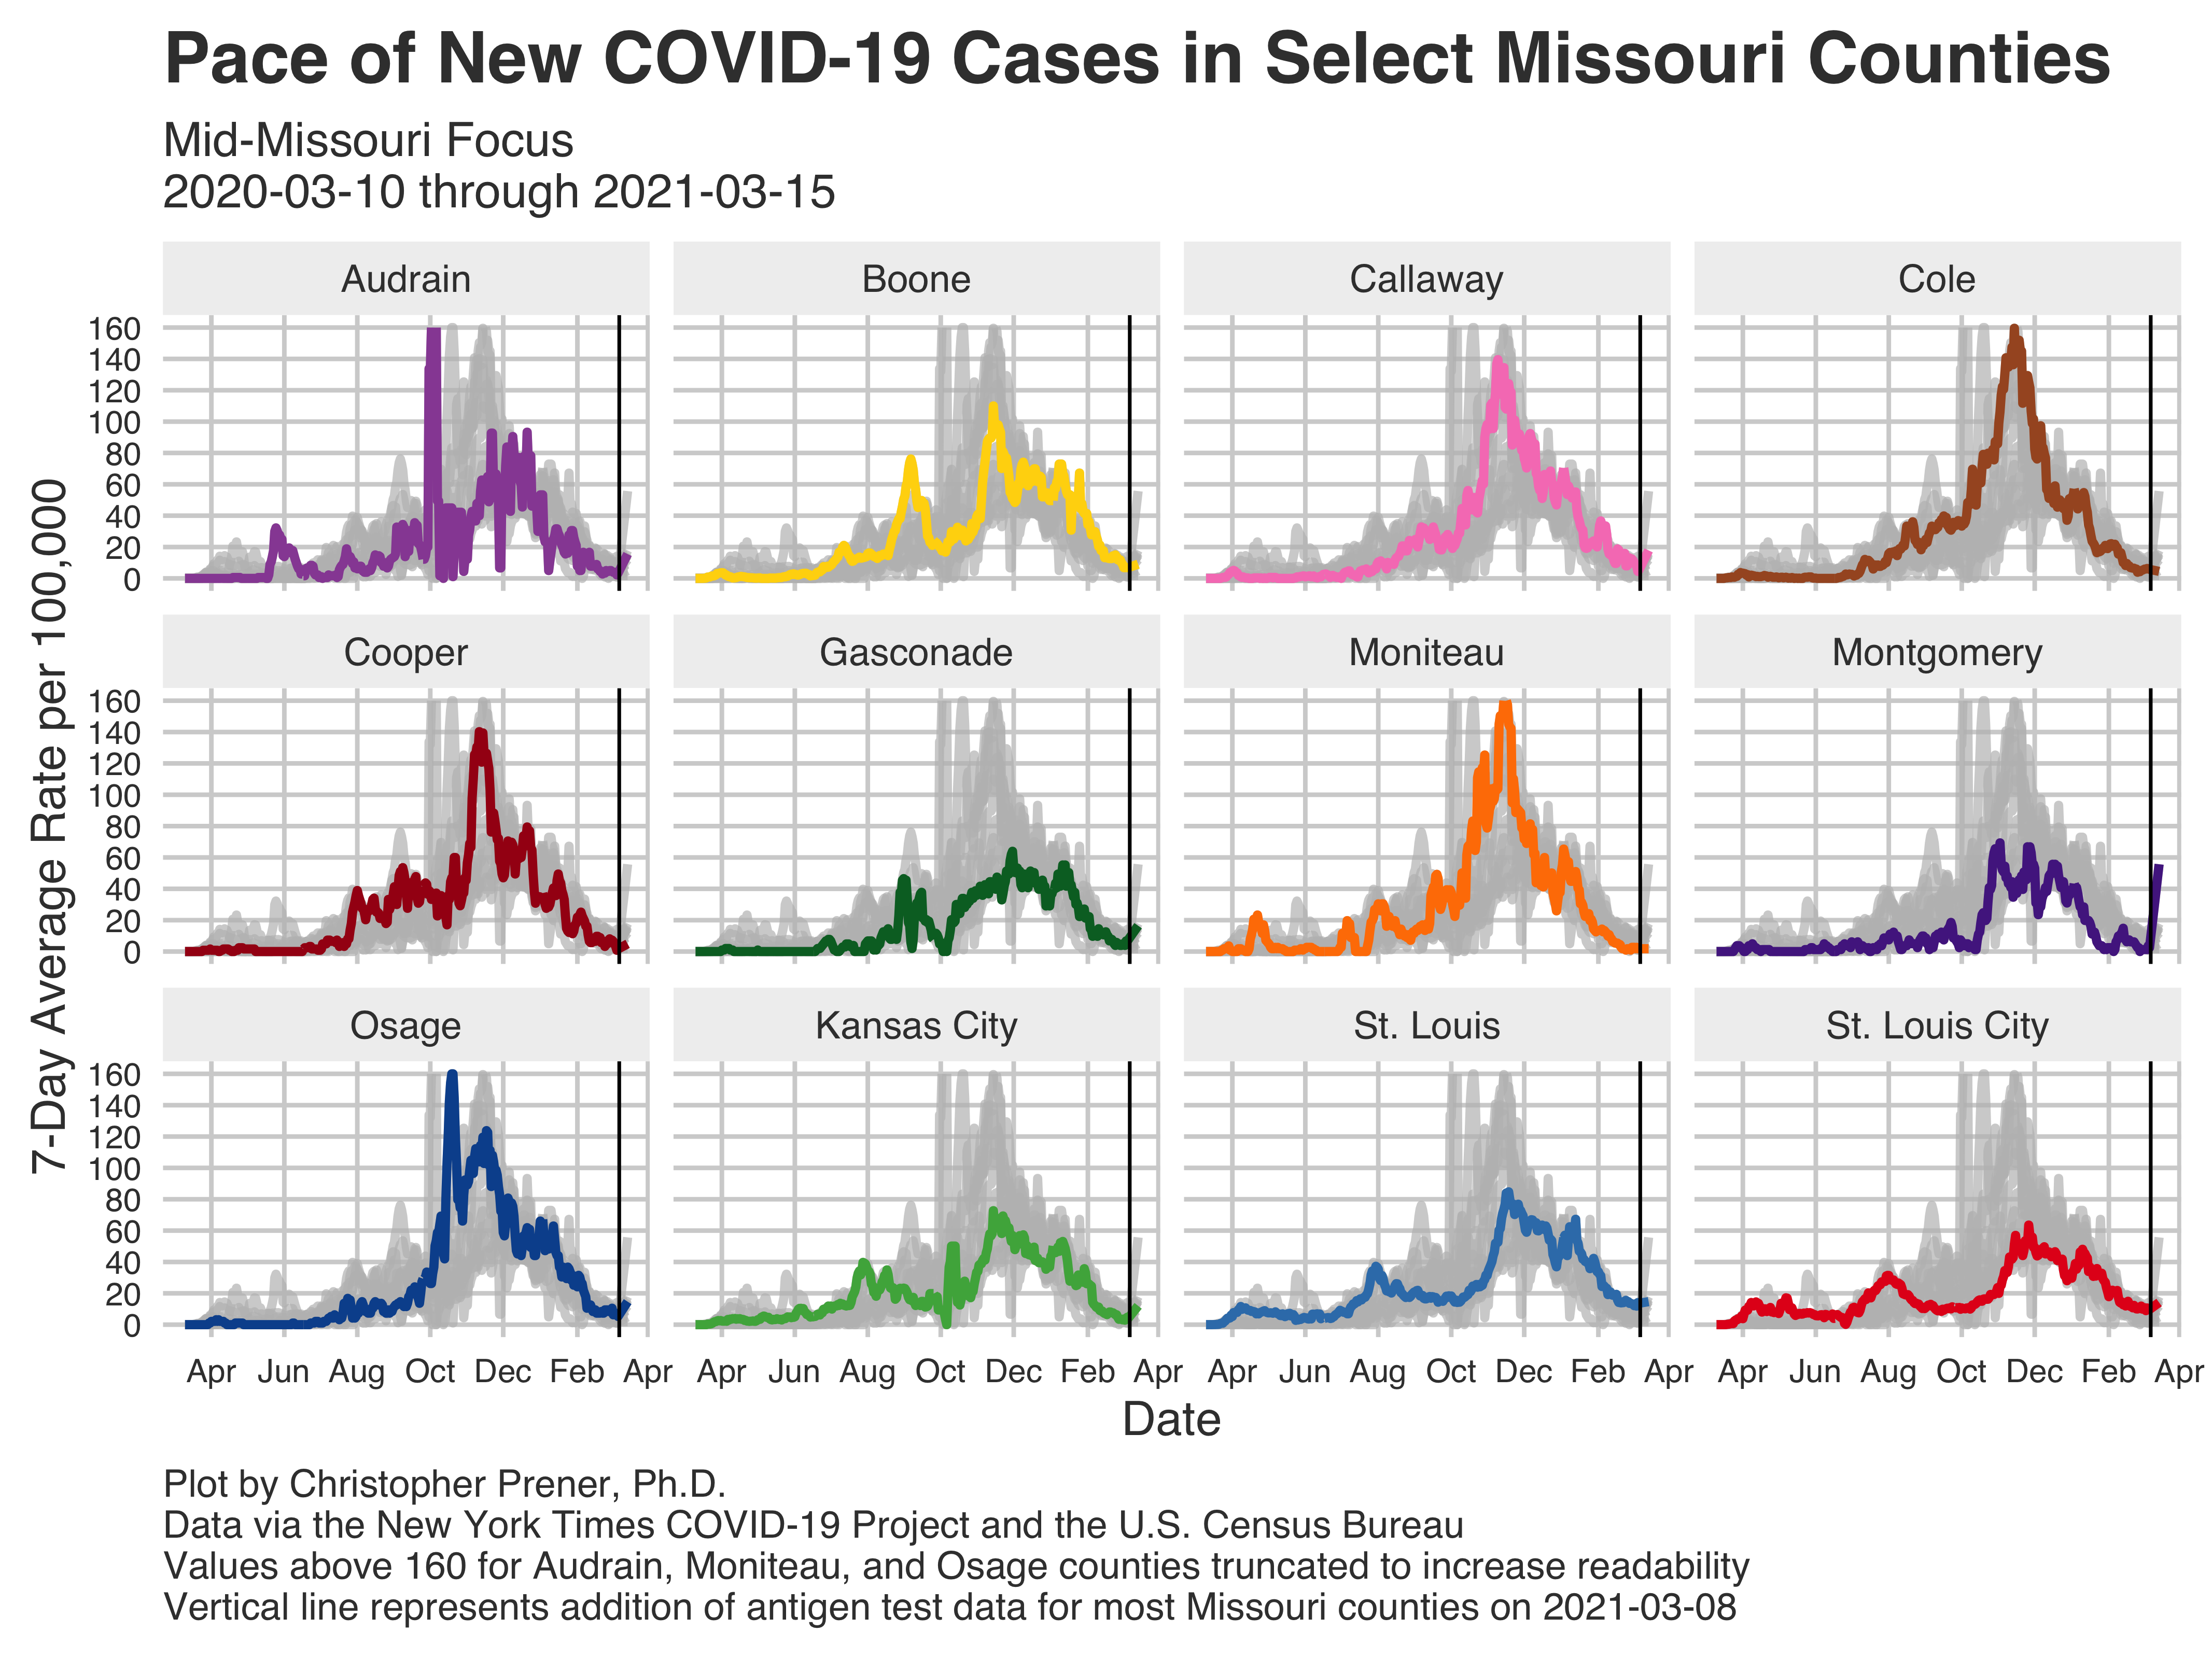 Pace of New COVID-19 Cases in Select Missouri Counties
Mid-Missouri Focus
2020-03-10 through 2021-03-15
Audrain
Boone
Callaway
Cole
160
140
120
100
80
60
40
20
0
Cooper
Gasconade
Moniteau
Montgomery
160
140
120
100
80
60
40
20
0
Osage
Kansas City
St. Louis
St. Louis City
160
140
120
100
80
60
40
20
0
7-Day Average Rate per 100,000
Apr Jun Aug Oct Dec Feb Apr
Apr Jun Aug Oct Dec Feb Apr
Apr Jun Aug Oct Dec Feb Apr
Apr Jun Aug Oct Dec Feb Apr
Date
Plot by Christopher Prener, Ph.D.
Data via the New York Times COVID-19 Project and the U.S. Census Bureau
Values above 160 for Audrain, Moniteau, and Osage counties truncated to increase readability
Vertical line represents addition of antigen test data for most Missouri counties on 2021-03-08